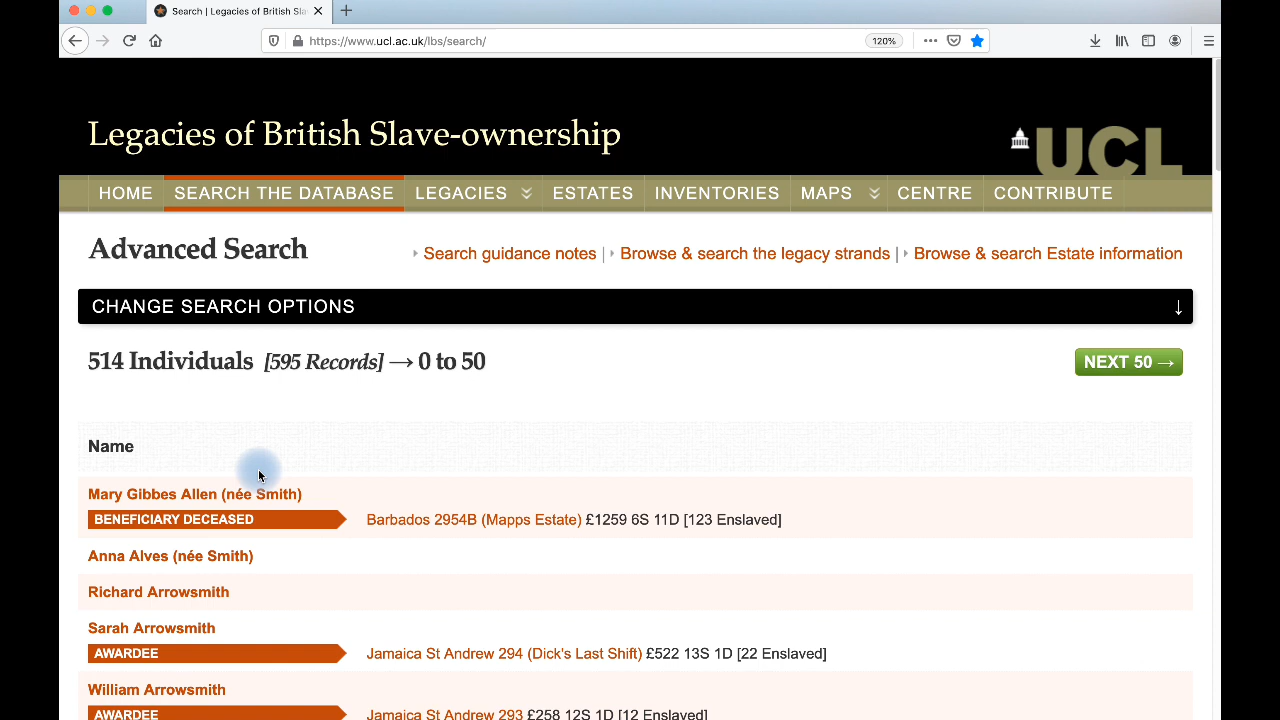 Search | Legacies of British Sla
https://www.ucl.ac.uk/lbs/search/
120%
Legacies of British Slave-ownership
UCL
HOME SEARCH THE DATABASE LEGACIES ESTATES INVENTORIES MAPS CENTRE CONTRIBUTE
Advanced Search
Search guidance notes | Browse & search the legacy strands | Browse & search Estate information
CHANGE SEARCH OPTIONS ↓
514 Individuals [595 Records] → 0 to 50
NEXT 50 →
Name
Mary Gibbes Allen (née Smith)
BENEFICIARY DECEASED Barbados 2954B (Mapps Estate) £1259 6S 11D [123 Enslaved]
Anna Alves (née Smith)
Richard Arrowsmith
Sarah Arrowsmith
AWARDEE Jamaica St Andrew 294 (Dick's Last Shift) £522 13S 1D [22 Enslaved]
William Arrowsmith
AWARDEE Jamaica St Andrew 293 £258 12S 1D [12 Enslaved]